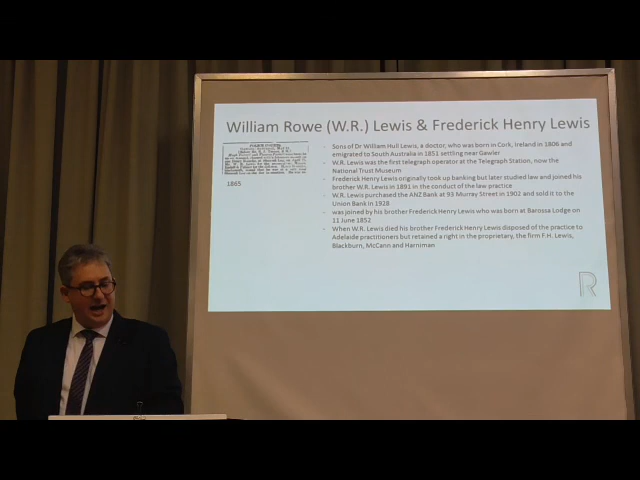 William Rowe (W.R.) Lewis & Frederick Henry Lewis
1865
- Sons of Dr William Hull Lewis, a doctor, who was born in Cork, Ireland in 1806 and
emigrated to South Australia in 1851 settling near Gawler
- W.R. Lewis was the first telegraph operator at the Telegraph Station, now the
National Trust Museum
- Frederick Henry Lewis originally took up banking but later studied law and joined his
brother W.R. Lewis in 1891 in the conduct of the law practice
- W.R. Lewis purchased the ANZ Bank at 93 Murray Street in 1902 and sold it to the
Union Bank in 1928
- was joined by his brother Frederick Henry Lewis who was born at Barossa Lodge on
11 June 1852
- When W.R. Lewis died his brother Frederick Henry Lewis disposed of the practice to
Adelaide practitioners but retained a right in the proprietary, the firm F.H. Lewis,
Blackburn, McCann and Harniman
R